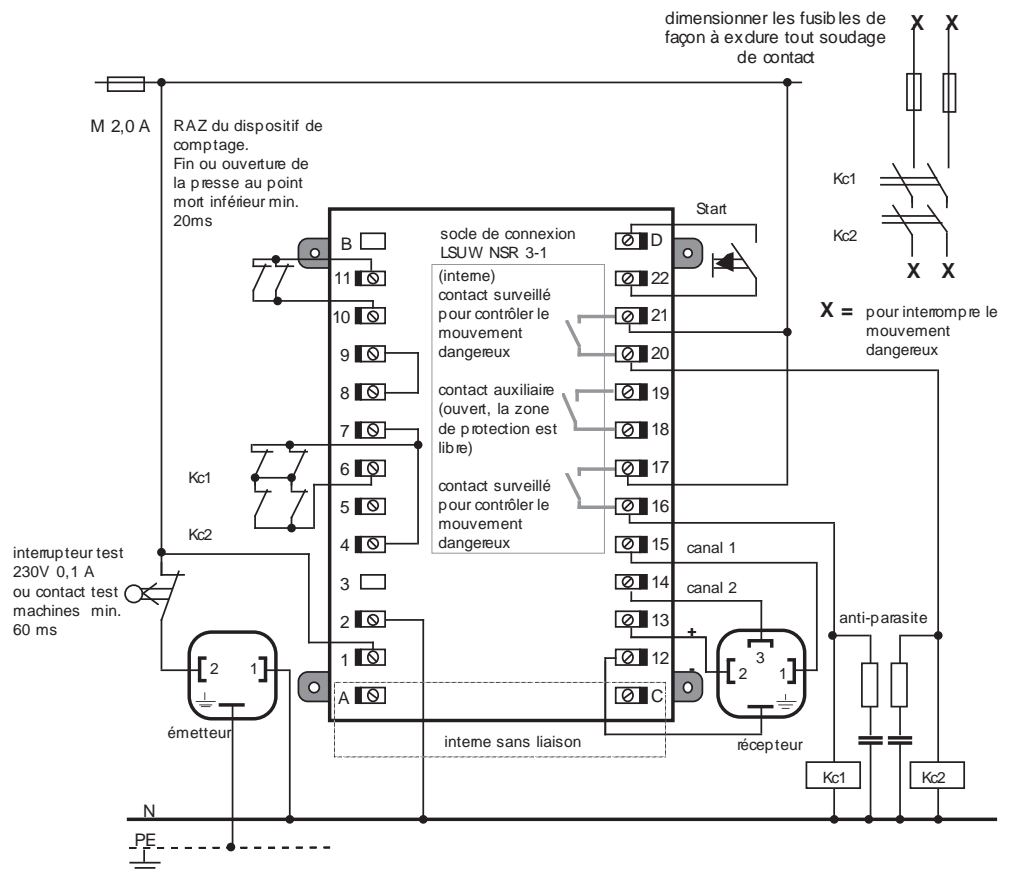 dimensionner les fusibles de
façon à exclure tout soudage
de contact
X X
M 2,0 A
RAZ du dispositif de
comptage.
Fin ou ouverture de
la presse au point
mort inférieur min.
20ms
Kc1
Kc2
X X
X = pour interrompre le
mouvement
dangereux
Start
socle de connexion
LSUW NSR 3-1
(interne)
contact surveillé
pour contrôler le
mouvement
dangereux
contact auxiliaire
(ouvert, la zone
de protection est
libre)
contact surveillé
pour contrôler le
mouvement
dangereux
B
11
10
9
8
7
6
5
4
3
2
1
A
D
22
21
20
19
18
17
16
15
14
13
12
C
Kc1
Kc2
interrupteur test
230V 0,1 A
ou contact test
machines min.
60 ms
canal 1
canal 2
+
-
anti-parasite
2 1
émetteur
3
2 1
récepteur
interne sans liaison
Kc1
Kc2
N
PE